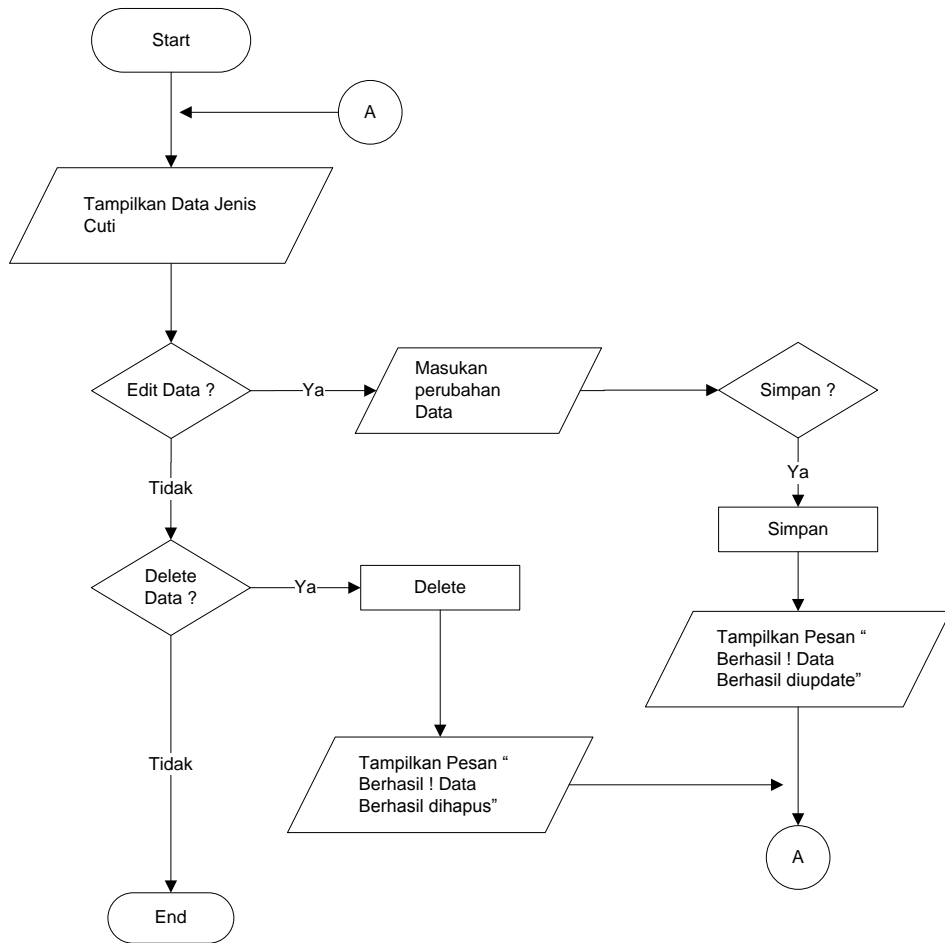 Start
A
Tampilkan Data Jenis
Cuti
Edit Data ?
Ya
Masukan
perubahan
Data
Simpan ?
Tidak
Ya
Simpan
Delete
Data ?
Ya
Delete
Tampilkan Pesan “
Berhasil ! Data
Berhasil diupdate”
Tidak
Tampilkan Pesan “
Berhasil ! Data
Berhasil dihapus”
A
End